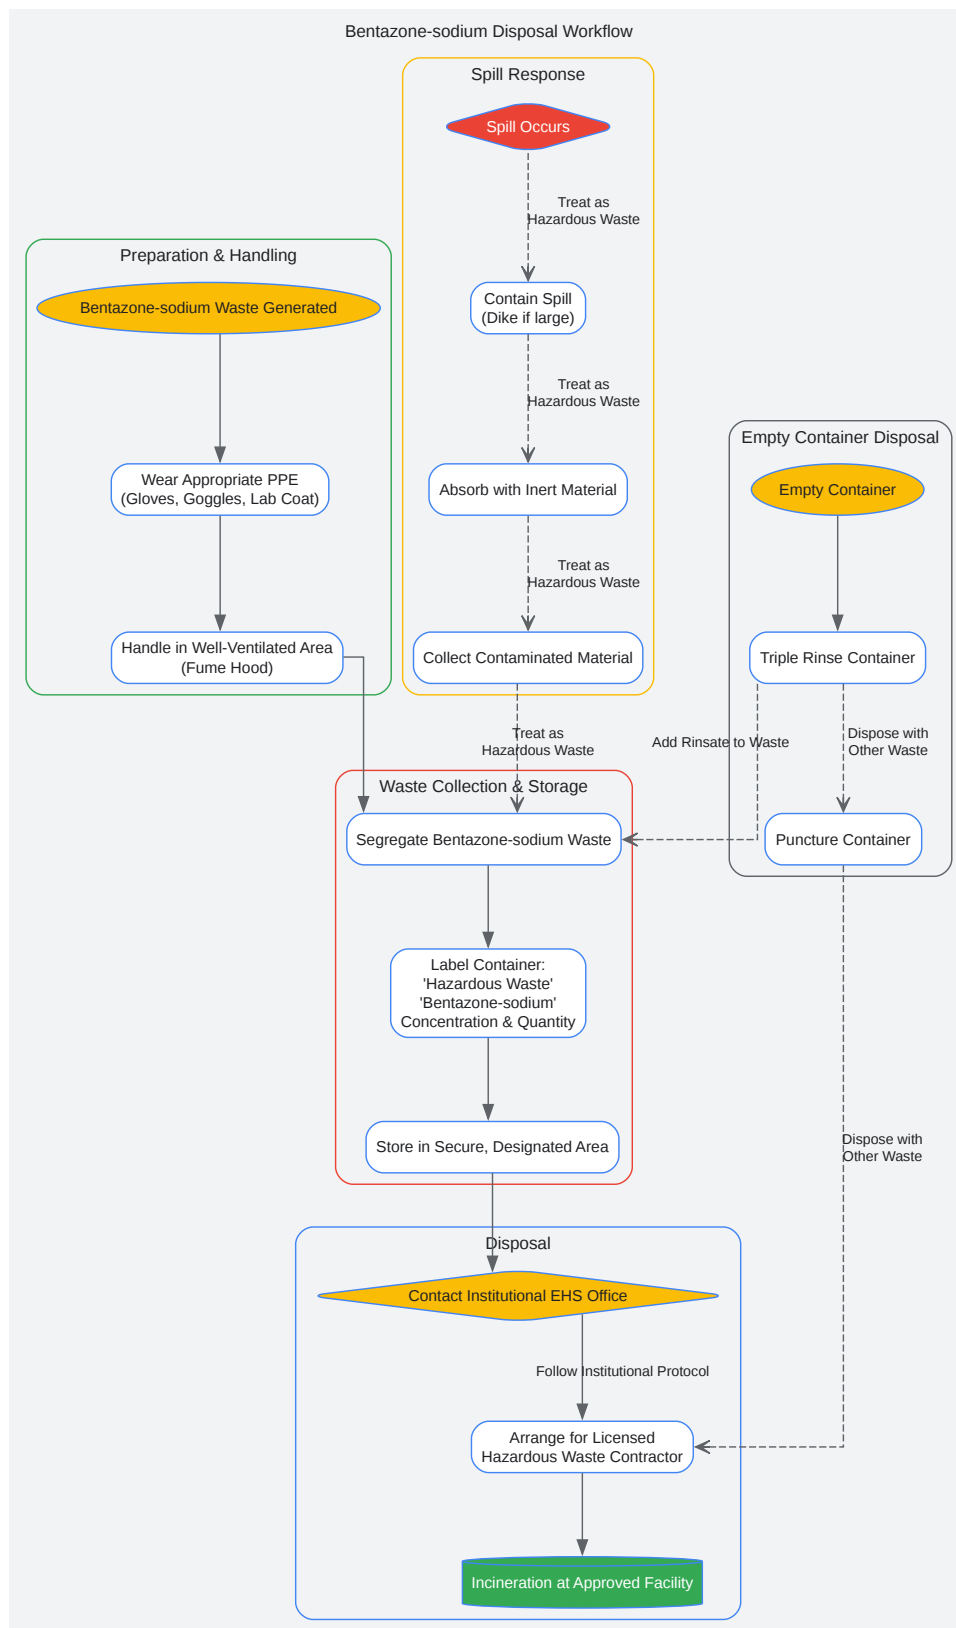 Bentazone-sodium Disposal Workflow
Spill Response
Spill Occurs
Treat as
Hazardous Waste
Contain Spill
(Dike if large)
Treat as
Hazardous Waste
Absorb with Inert Material
Treat as
Hazardous Waste
Collect Contaminated Material
Treat as
Hazardous Waste
Preparation & Handling
Bentazone-sodium Waste Generated
Wear Appropriate PPE
(Gloves, Goggles, Lab Coat)
Handle in Well-Ventilated Area
(Fume Hood)
Empty Container Disposal
Empty Container
Triple Rinse Container
Add Rinsate to Waste
Dispose with
Other Waste
Puncture Container
Dispose with
Other Waste
Waste Collection & Storage
Segregate Bentazone-sodium Waste
Label Container:
'Hazardous Waste'
'Bentazone-sodium'
Concentration & Quantity
Store in Secure, Designated Area
Disposal
Contact Institutional EHS Office
Follow Institutional Protocol
Arrange for Licensed
Hazardous Waste Contractor
Incineration at Approved Facility